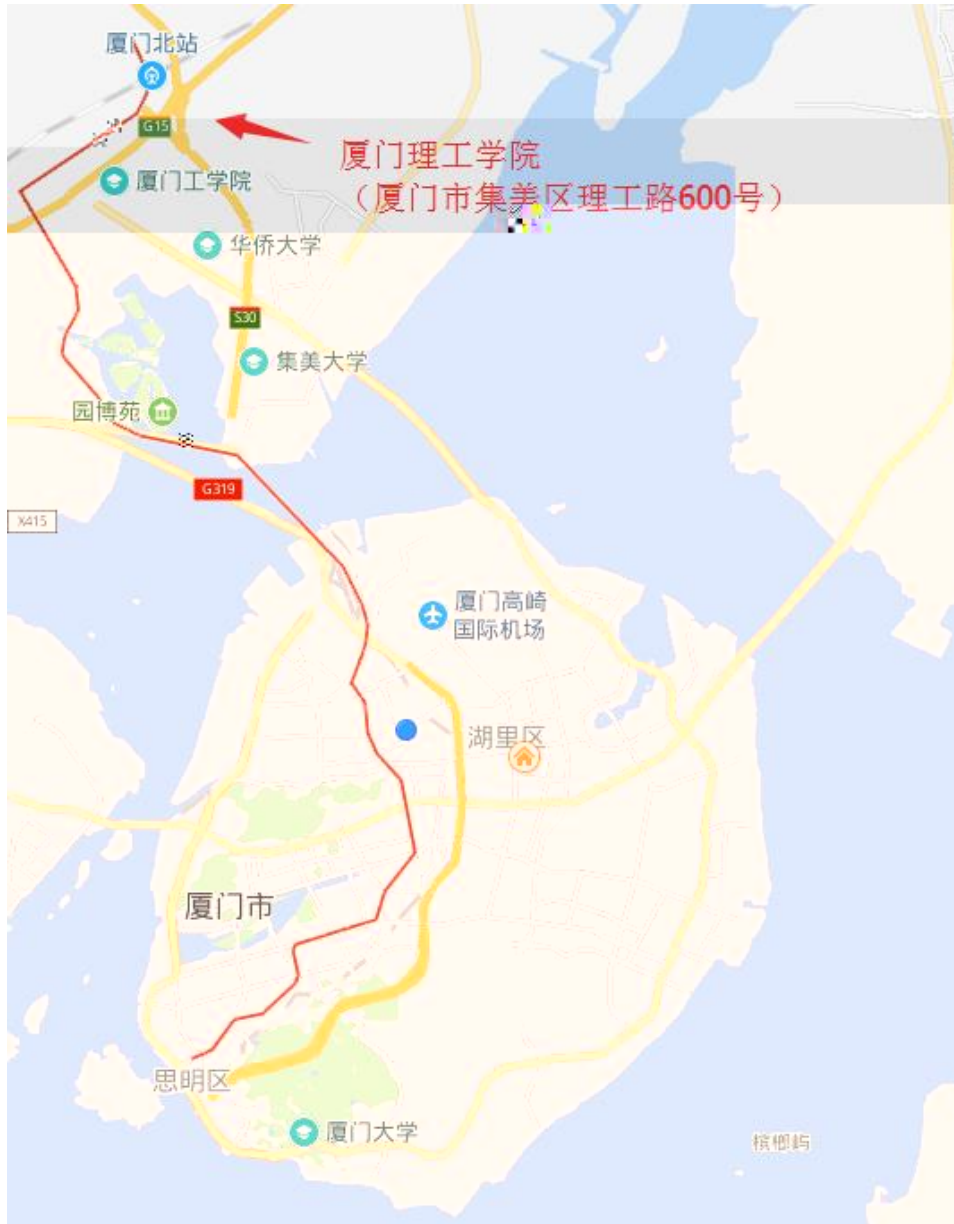 厦门北站
G15
厦门理工学院
厦门工学院
（厦门市集美区理工路600号）
华侨大学
S30
集美大学
园博苑
G319
X415
厦门高崎
国际机场
湖里区
厦门市
思明区
厦门大学
槟榔屿